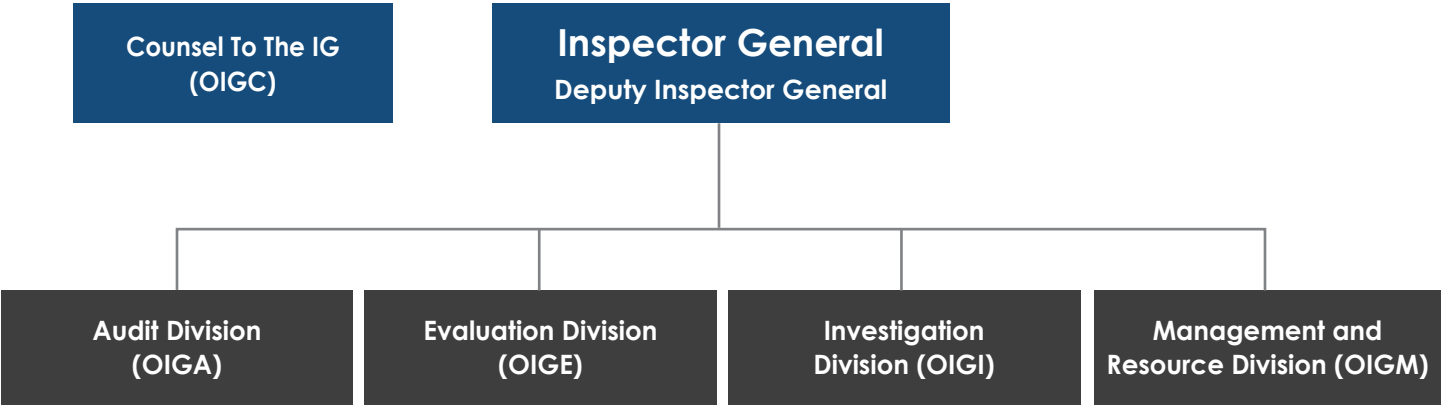 Counsel To The IG
(OIGC)
Inspector General
Deputy Inspector General
Audit Division
(OIGA)
Evaluation Division
(OIGE)
Investigation
Division (OIGI)
Management and
Resource Division (OIGM)